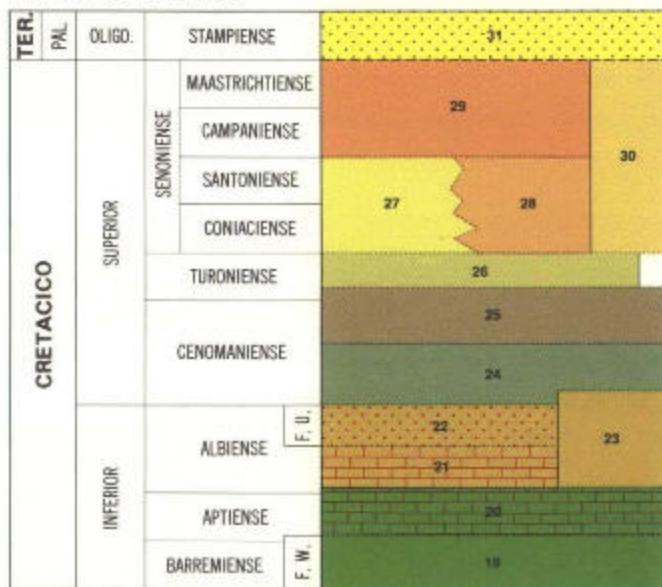 TER.
PAL.
OLIGO.
STAMPIENSE
31
CRETACICO
SUPERIOR
SENONIENSE
MAASTRICHTIENSE
29
30
CAMPANIENSE
SANTONIENSE
27
28
CONIACIENSE
TURONIENSE
26
CENOMANIENSE
25
24
INFERIOR
ALBIENSE
F. U.
22
23
21
APTIENSE
20
BARREMIENSE
F. W.
19